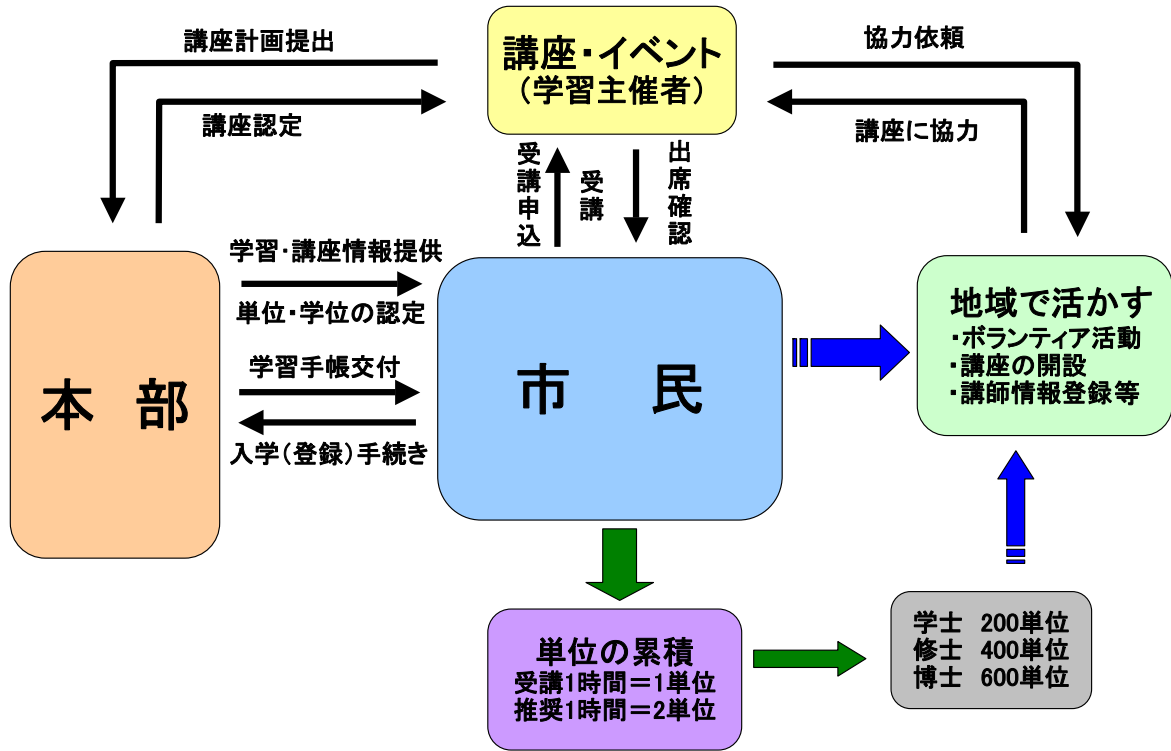 講座計画提出
講座認定
講座・イベント
（学習主催者）
協力依頼
講座に協力
受講申込
受講
出席確認
学習・講座情報提供
単位・学位の認定
学習手帳交付
入学（登録）手続き
本 部
市 民
地域で活かす
・ボランティア活動
・講座の開設
・講師情報登録等
単位の累積
受講1時間＝1単位
推奨1時間＝2単位
学士 200単位
修士 400単位
博士 600単位